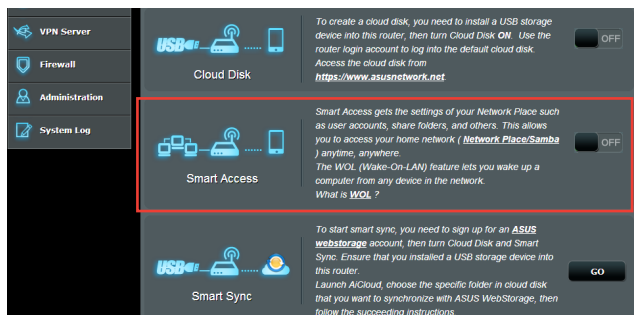 VPN Server
Firewall
Administration
System Log
USB
Cloud Disk
To create a cloud disk, you need to install a USB storage
device into this router, then turn Cloud Disk ON. Use the
router login account to log into the default cloud disk.
Access the cloud disk from
https://www.asusnetwork.net.
OFF
Smart Access
Smart Access gets the settings of your Network Place such
as user accounts, share folders, and others. This allows
you to access your home network ( Network Place/Samba
) anytime, anywhere.
The WOL (Wake-On-LAN) feature lets you wake up a
computer from any device in the network.
What is WOL ?
OFF
USB
Smart Sync
To start smart sync, you need to sign up for an ASUS
webstorage account, then turn Cloud Disk and Smart
Sync. Ensure that you installed a USB storage device into
this router.
Launch AiCloud, choose the specific folder in cloud disk
that you want to synchronize with ASUS WebStorage, then
follow the succeeding instructions
GO